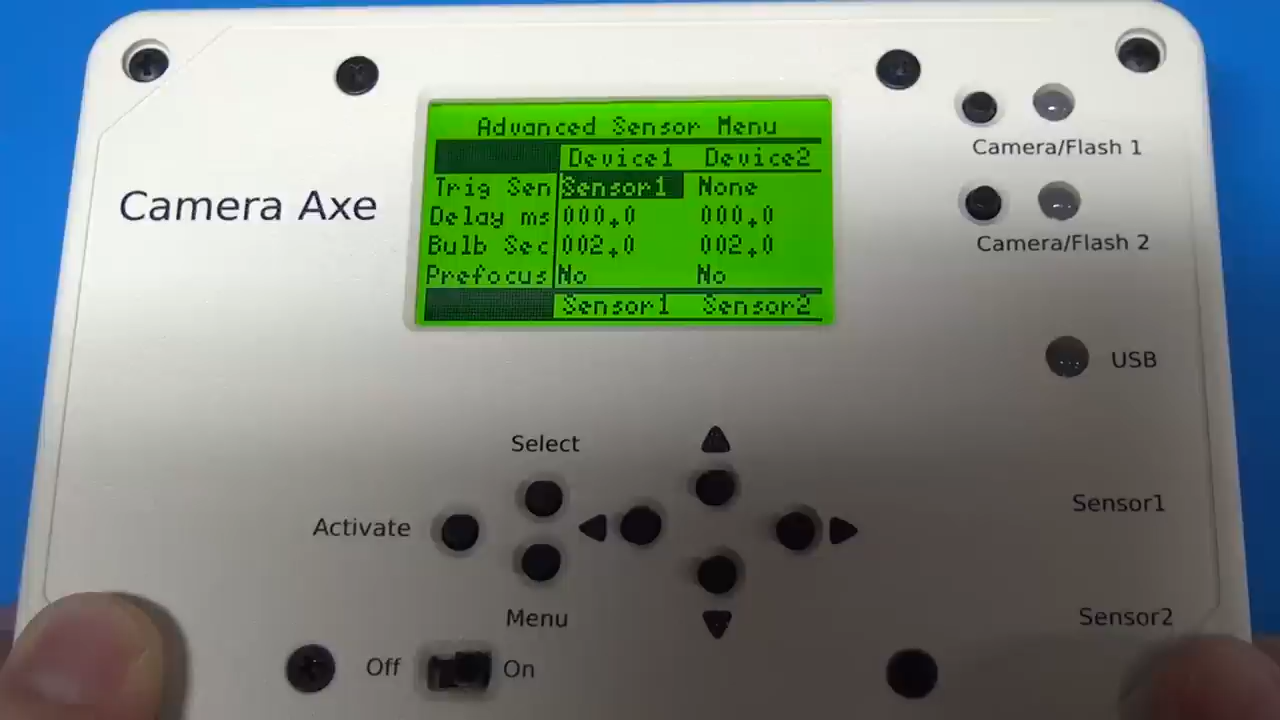 Advanced Sensor Menu
Device1 Device2
Trig Sen Sensor1 None
Delay ms 000.0 000.0
Bulb Sec 002.0 002.0
Prefocus No No
Sensor1 Sensor2
Camera Axe
Camera/Flash 1
Camera/Flash 2
USB
Select
Activate
Sensor1
Menu
Sensor2
Off On